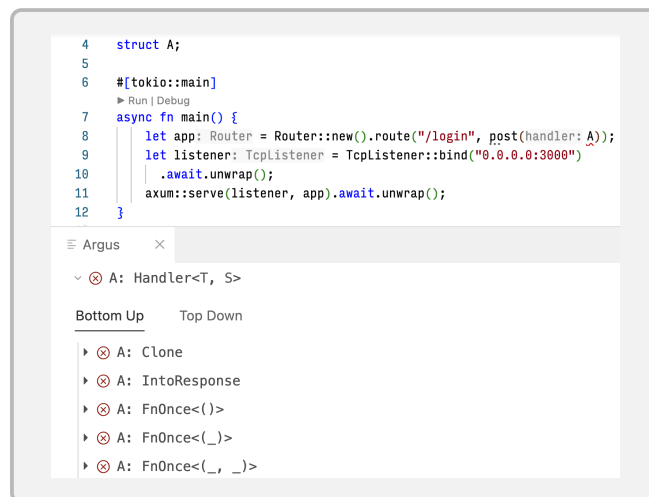 4 struct A;
5
6 #[tokio::main]
▶ Run | Debug
7 async fn main() {
8 let app: Router = Router::new().route("/login", post(handler: A));
9 let listener: TcpListener = TcpListener::bind("0.0.0.0:3000")
10 .await.unwrap();
11 axum::serve(listener, app).await.unwrap();
12 }
Argus
A: Handler<T, S>
Bottom Up Top Down
A: Clone
A: IntoResponse
A: FnOnce<()>
A: FnOnce<(_)>
A: FnOnce<(_, _)>